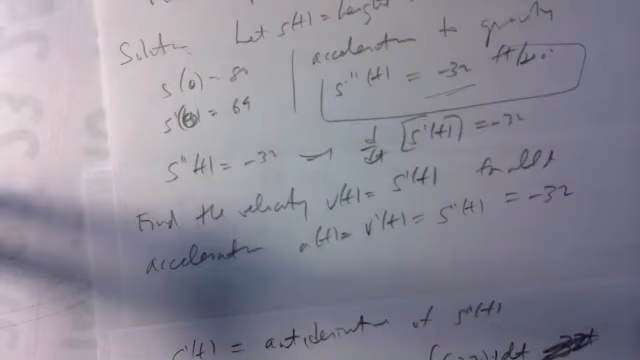 Solution Let s(t) = height
s(0) = 80
s'(0) = 64
acceleration to gravity
s''(t) = -32 ft/sec
s''(t) = -32 → d/dt [s'(t)] = -32
Find the velocity v(t) = s'(t) for all t
acceleration a(t) = v'(t) = s''(t) = -32
s'(t) = antiderivative of s''(t)